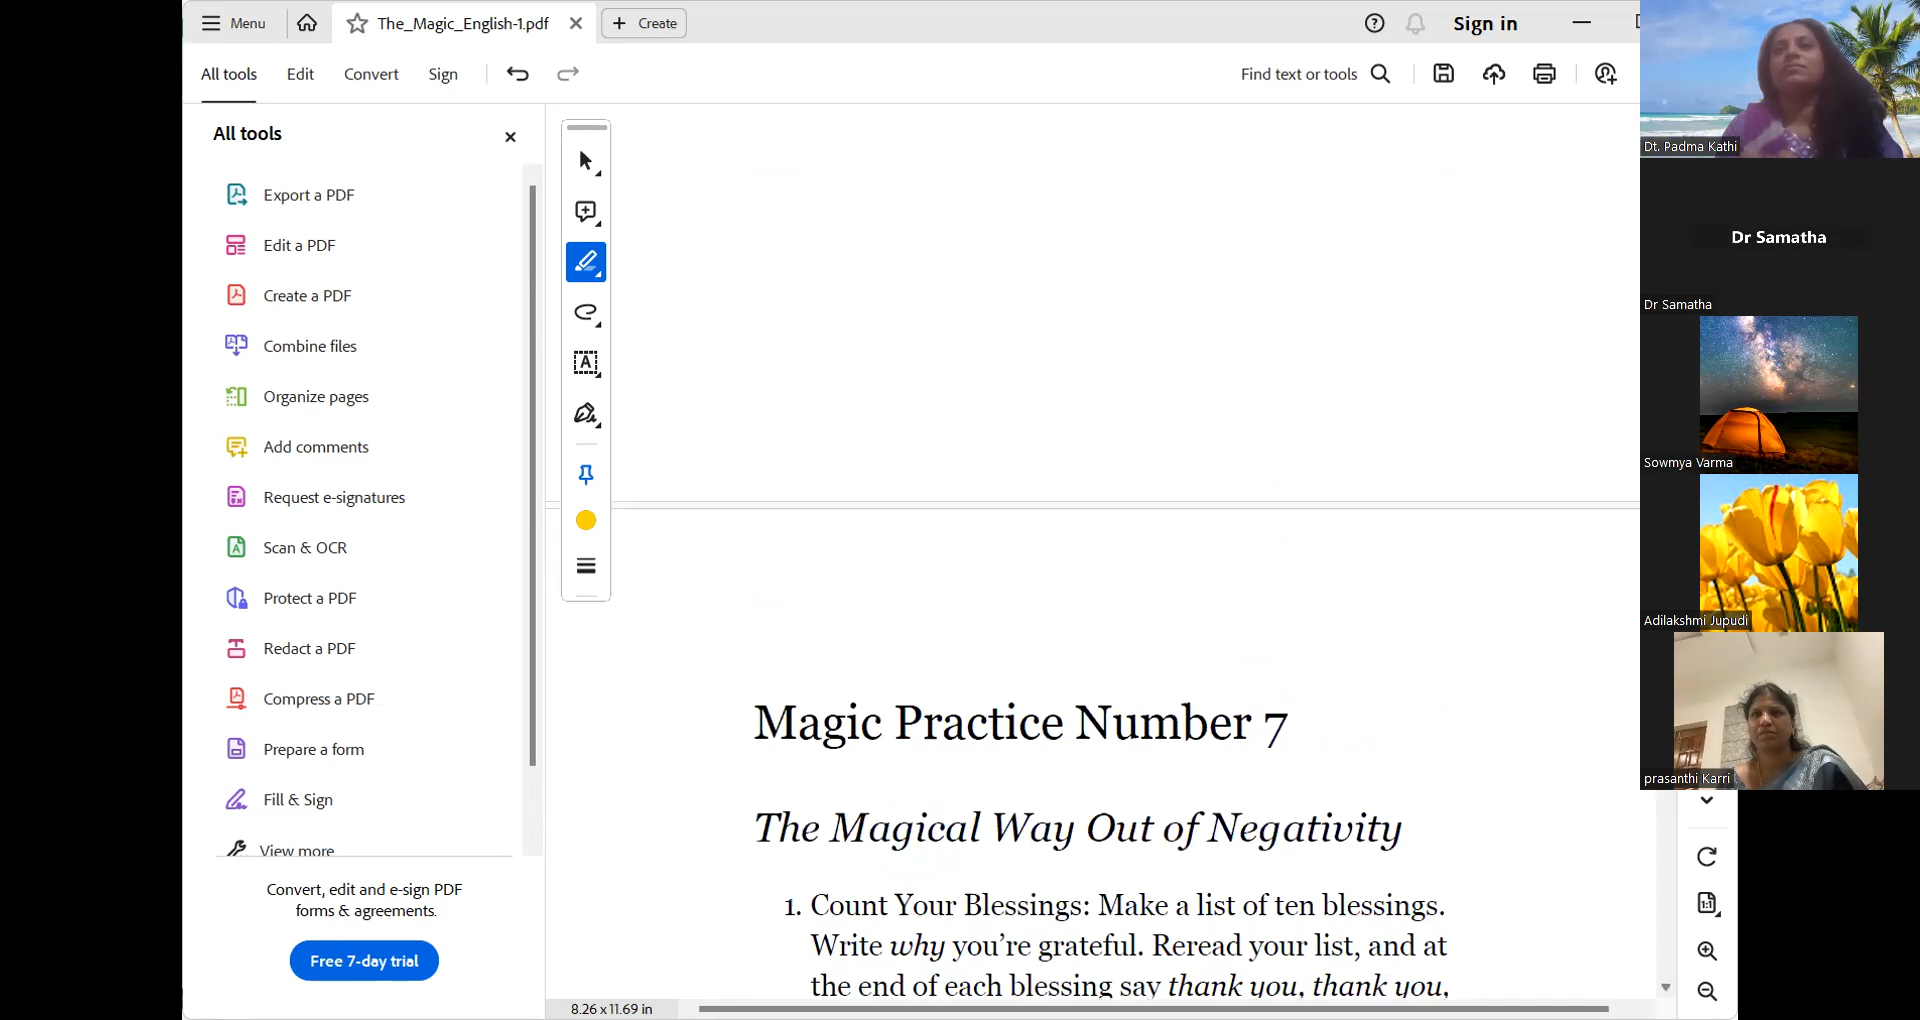 Menu
The_Magic_English-1.pdf
Create
Sign in
All tools
Edit
Convert
Sign
Find text or tools
All tools
Export a PDF
Edit a PDF
Create a PDF
Combine files
Organize pages
Add comments
Request e-signatures
Scan & OCR
Protect a PDF
Redact a PDF
Compress a PDF
Prepare a form
Fill & Sign
View more
Convert, edit and e-sign PDF
forms & agreements.
Free 7-day trial
Magic Practice Number 7
The Magical Way Out of Negativity
1. Count Your Blessings: Make a list of ten blessings.
Write why you’re grateful. Reread your list, and at
the end of each blessing say thank you, thank you,
8.26 x 11.69 in
Dt. Padma Kathi
Dr Samatha
Dr Samatha
Sowmya Varma
Adilakshmi Jupudi
prasanthi Karri